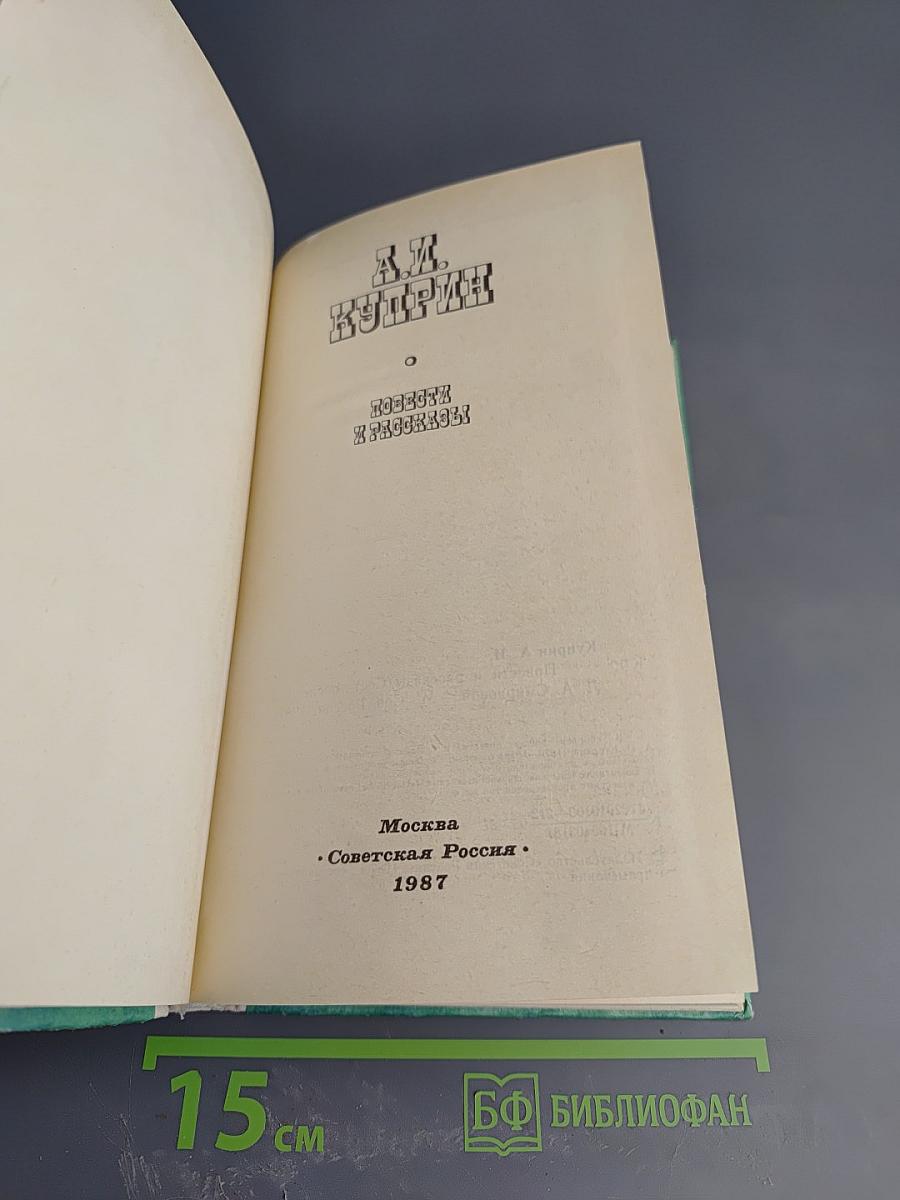 А.И.
КУПРИН
ПОВЕСТИ
И РАССКАЗЫ
Москва
•Советская Россия•
1987
15 см
БФ БИБЛИОФАН